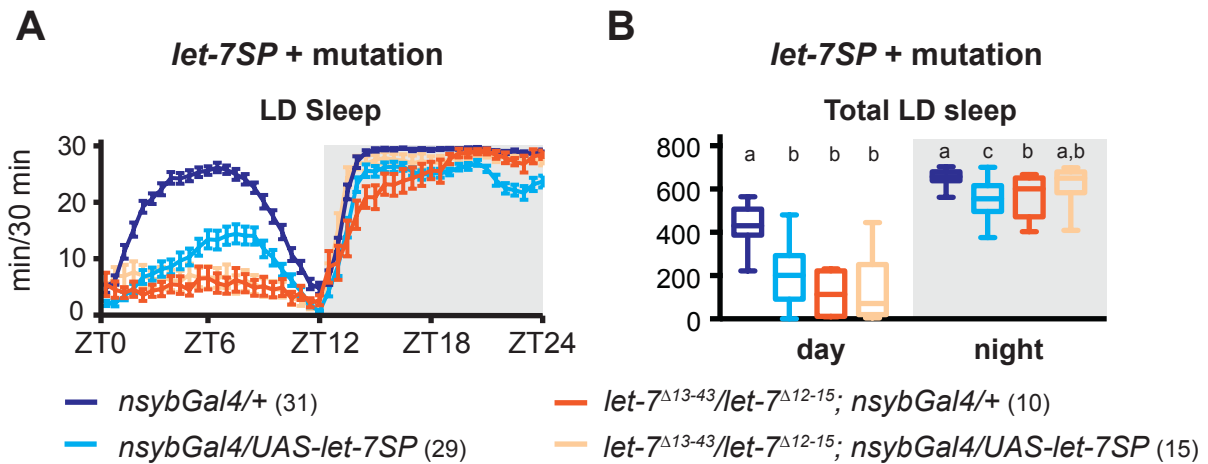 A
let-7SP + mutation
LD Sleep
min/30 min
30
20
10
0
ZT0 ZT6 ZT12 ZT18 ZT24
B
let-7SP + mutation
Total LD sleep
800
600
400
200
0
a b b b a c b a,b
day night
nsybGal4/+ (31)
nsybGal4/UAS-let-7SP (29)
let-7Δ13-43/let-7Δ12-15; nsybGal4/+ (10)
let-7Δ13-43/let-7Δ12-15; nsybGal4/UAS-let-7SP (15)